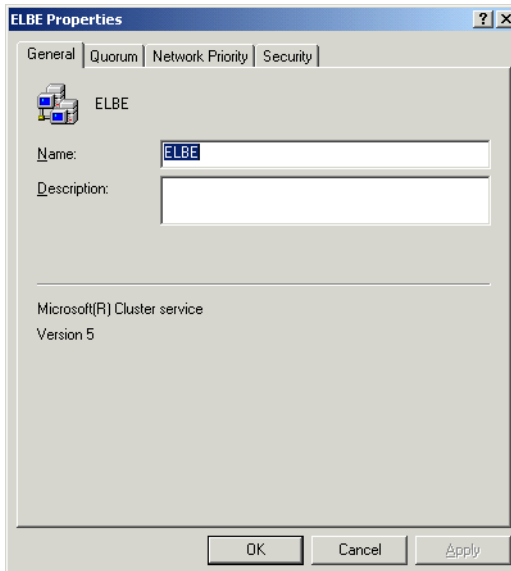 ELBE Properties
General Quorum Network Priority Security
ELBE
Name: ELBE
Description:
Microsoft(R) Cluster service
Version 5
OK Cancel Apply